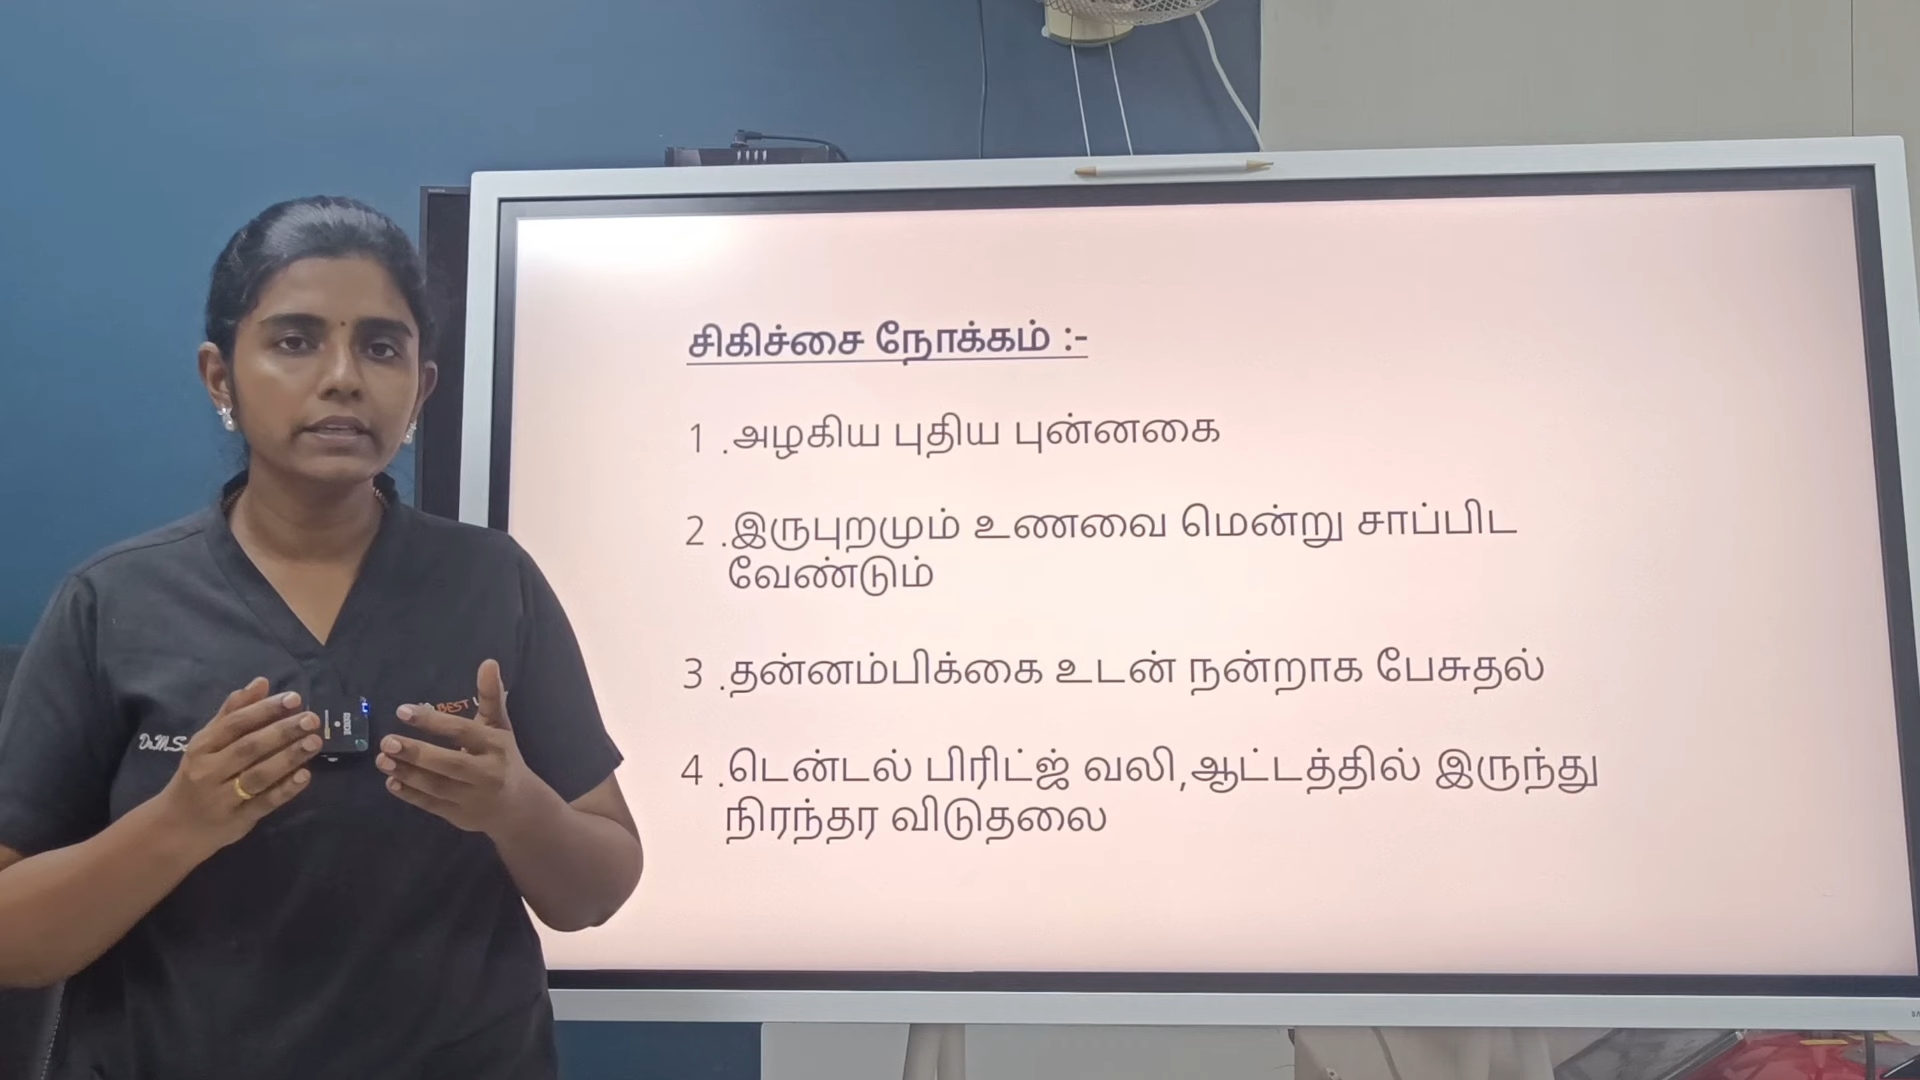 சிகிச்சை நோக்கம் :-
1 .அழகிய புதிய புன்னகை
2 .இருபுறமும் உணவை மென்று சாப்பிட
வேண்டும்
3 .தன்னம்பிக்கை உடன் நன்றாக பேசுதல்
4 .டென்டல் பிரிட்ஜ் வலி,ஆட்டத்தில் இருந்து
நிரந்தர விடுதலை
BEST